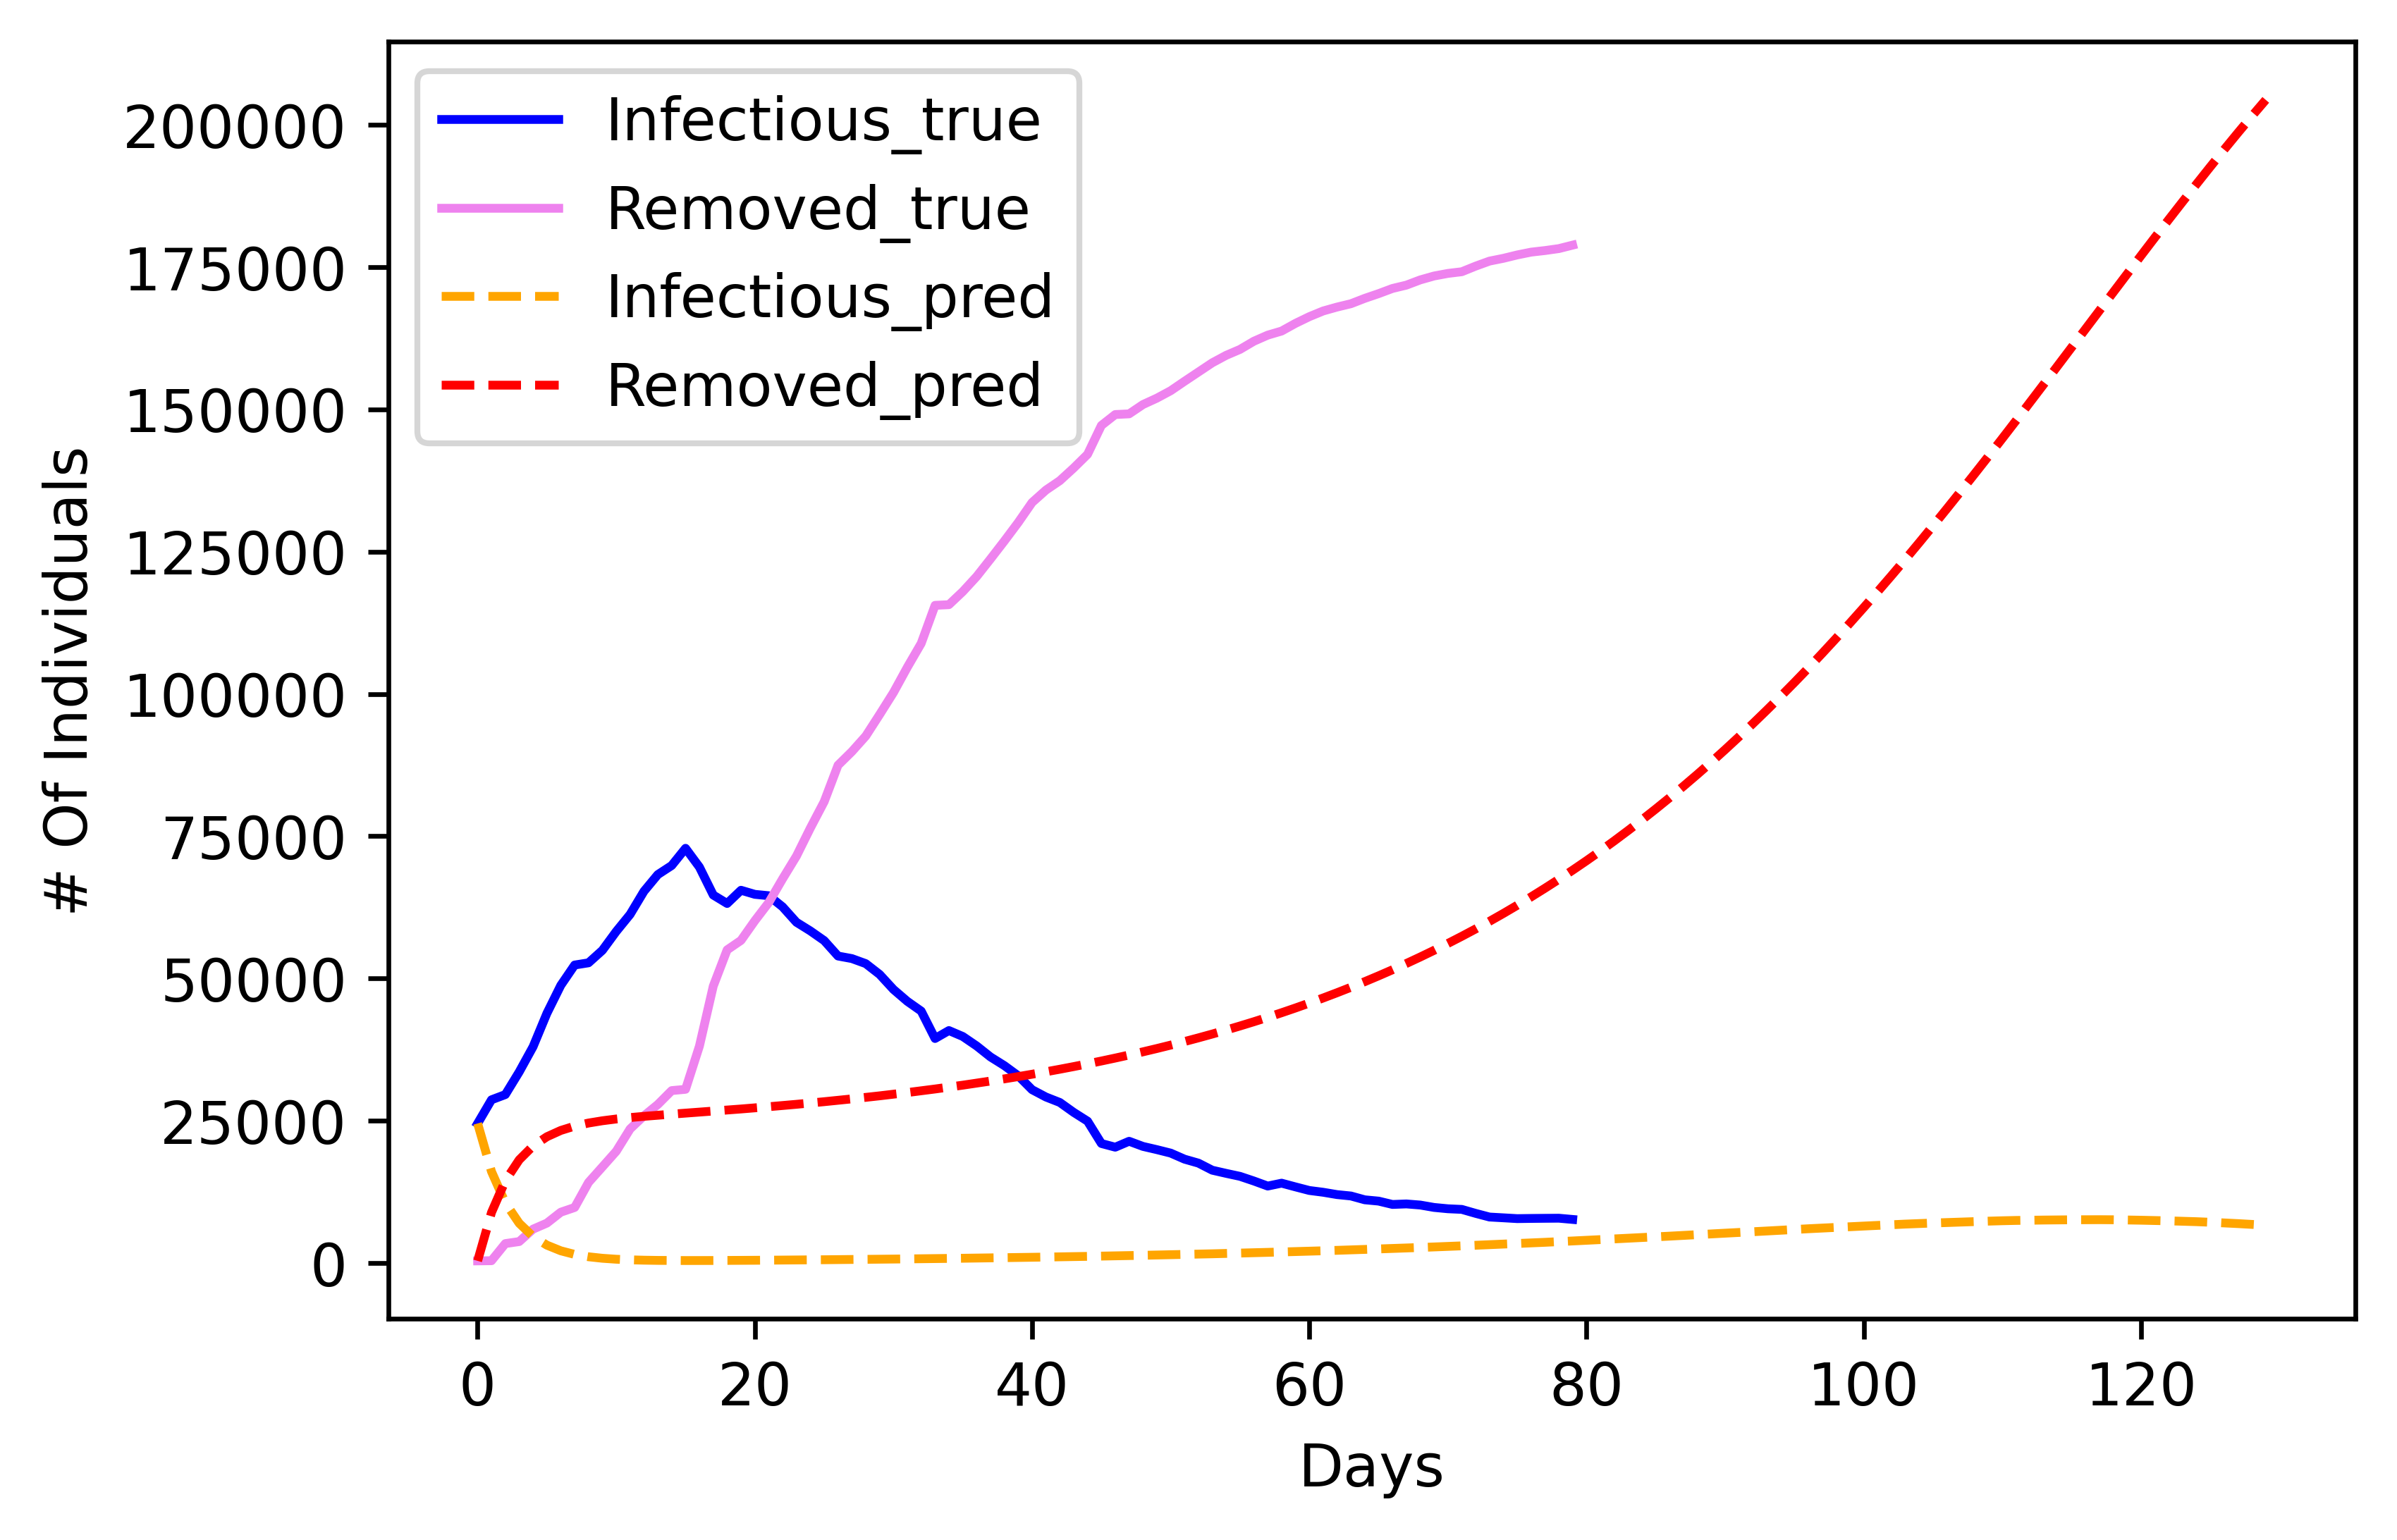 Infectious_true
Removed_true
Infectious_pred
Removed_pred
200000
175000
150000
125000
100000
75000
50000
25000
0
# Of Individuals
0 20 40 60 80 100 120
Days